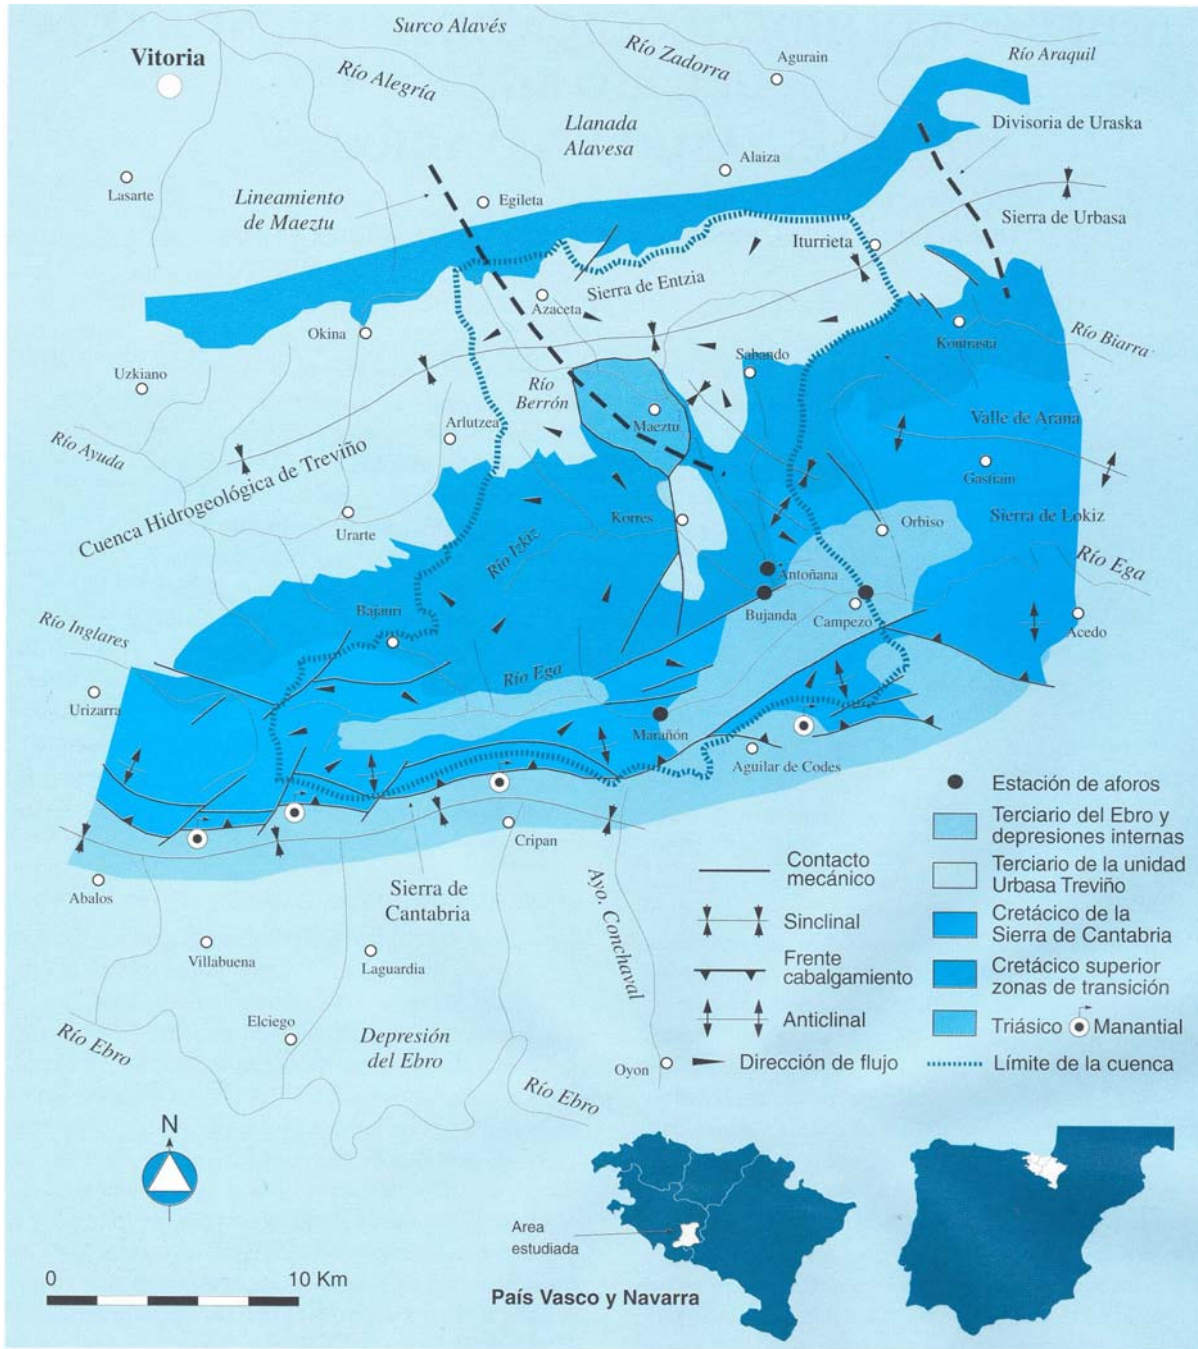 Surco Alavés
Vitoria
Río Alegría
Río Zadorra
Agurain
Río Araquil
Llanada
Alavesa
Divisoria de Uraska
Alaiza
Lasarte
Lineamiento
de Maeztu
Egileta
Sierra de Urbasa
Iturrieta
Sierra de Entzia
Azaceta
Okina
Kontrasta
Río Biarra
Uzkiano
Sabando
Río
Berrón
Maeztu
Valle de Arana
Río Ayuda
Arlutzea
Cuenca Hidrogeológica de Treviño
Gastiain
Korres
Orbiso
Sierra de Lokiz
Urarte
Río Izkiz
Río Ega
Antoñana
Río Inglares
Bajauri
Bujanda
Campezo
Acedo
Río Ega
Urizarra
Marañón
Aguilar de Codes
Cripan
Abalos
Sierra de
Cantabria
Ayo. Conchaval
Villabuena
Laguardia
Elciego
Río Ebro
Depresión
del Ebro
Oyon
Río Ebro
Estación de aforos
Terciario del Ebro y
depresiones internas
Contacto
mecánico
Terciario de la unidad
Urbasa Treviño
Sinclinal
Cretácico de la
Sierra de Cantabria
Frente
cabalgamiento
Cretácico superior
zonas de transición
Anticlinal
Triásico
Manantial
Dirección de flujo
Límite de la cuenca
N
0
10 Km
Area
estudiada
País Vasco y Navarra